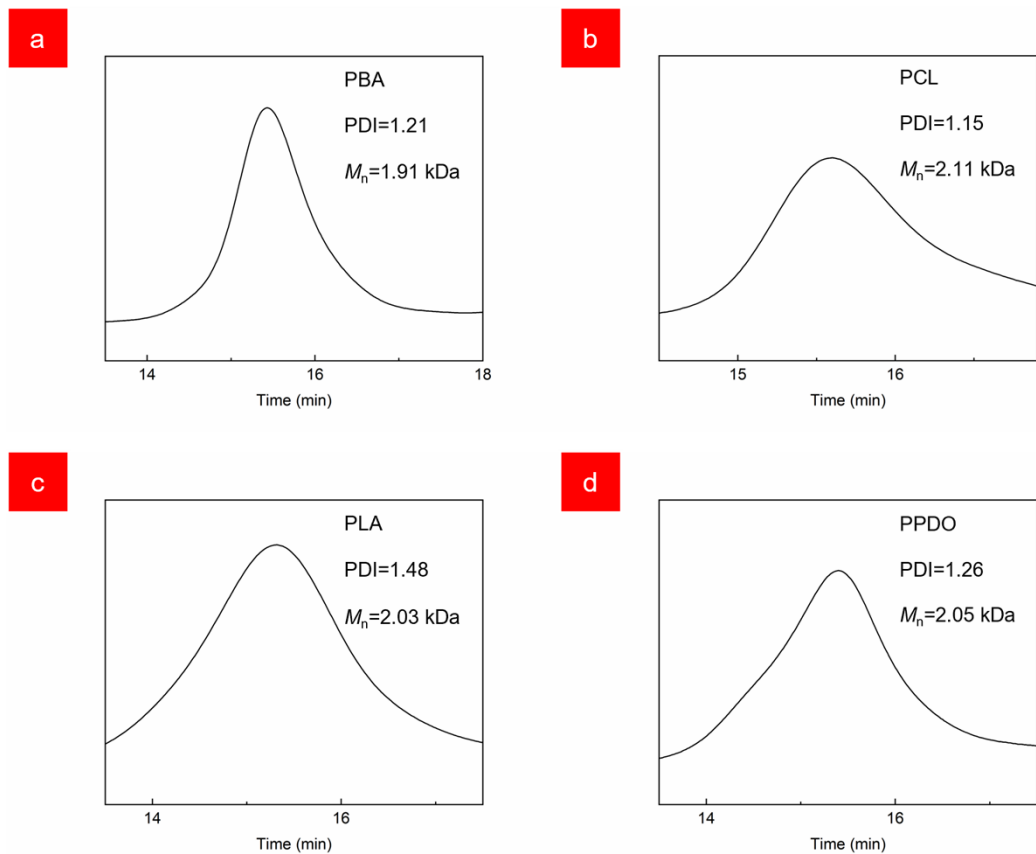 a
PBA
PDI=1.21
Mn=1.91 kDa
14 16 18
Time (min)
b
PCL
PDI=1.15
Mn=2.11 kDa
15 16
Time (min)
c
PLA
PDI=1.48
Mn=2.03 kDa
14 16
Time (min)
d
PPDO
PDI=1.26
Mn=2.05 kDa
14 16
Time (min)